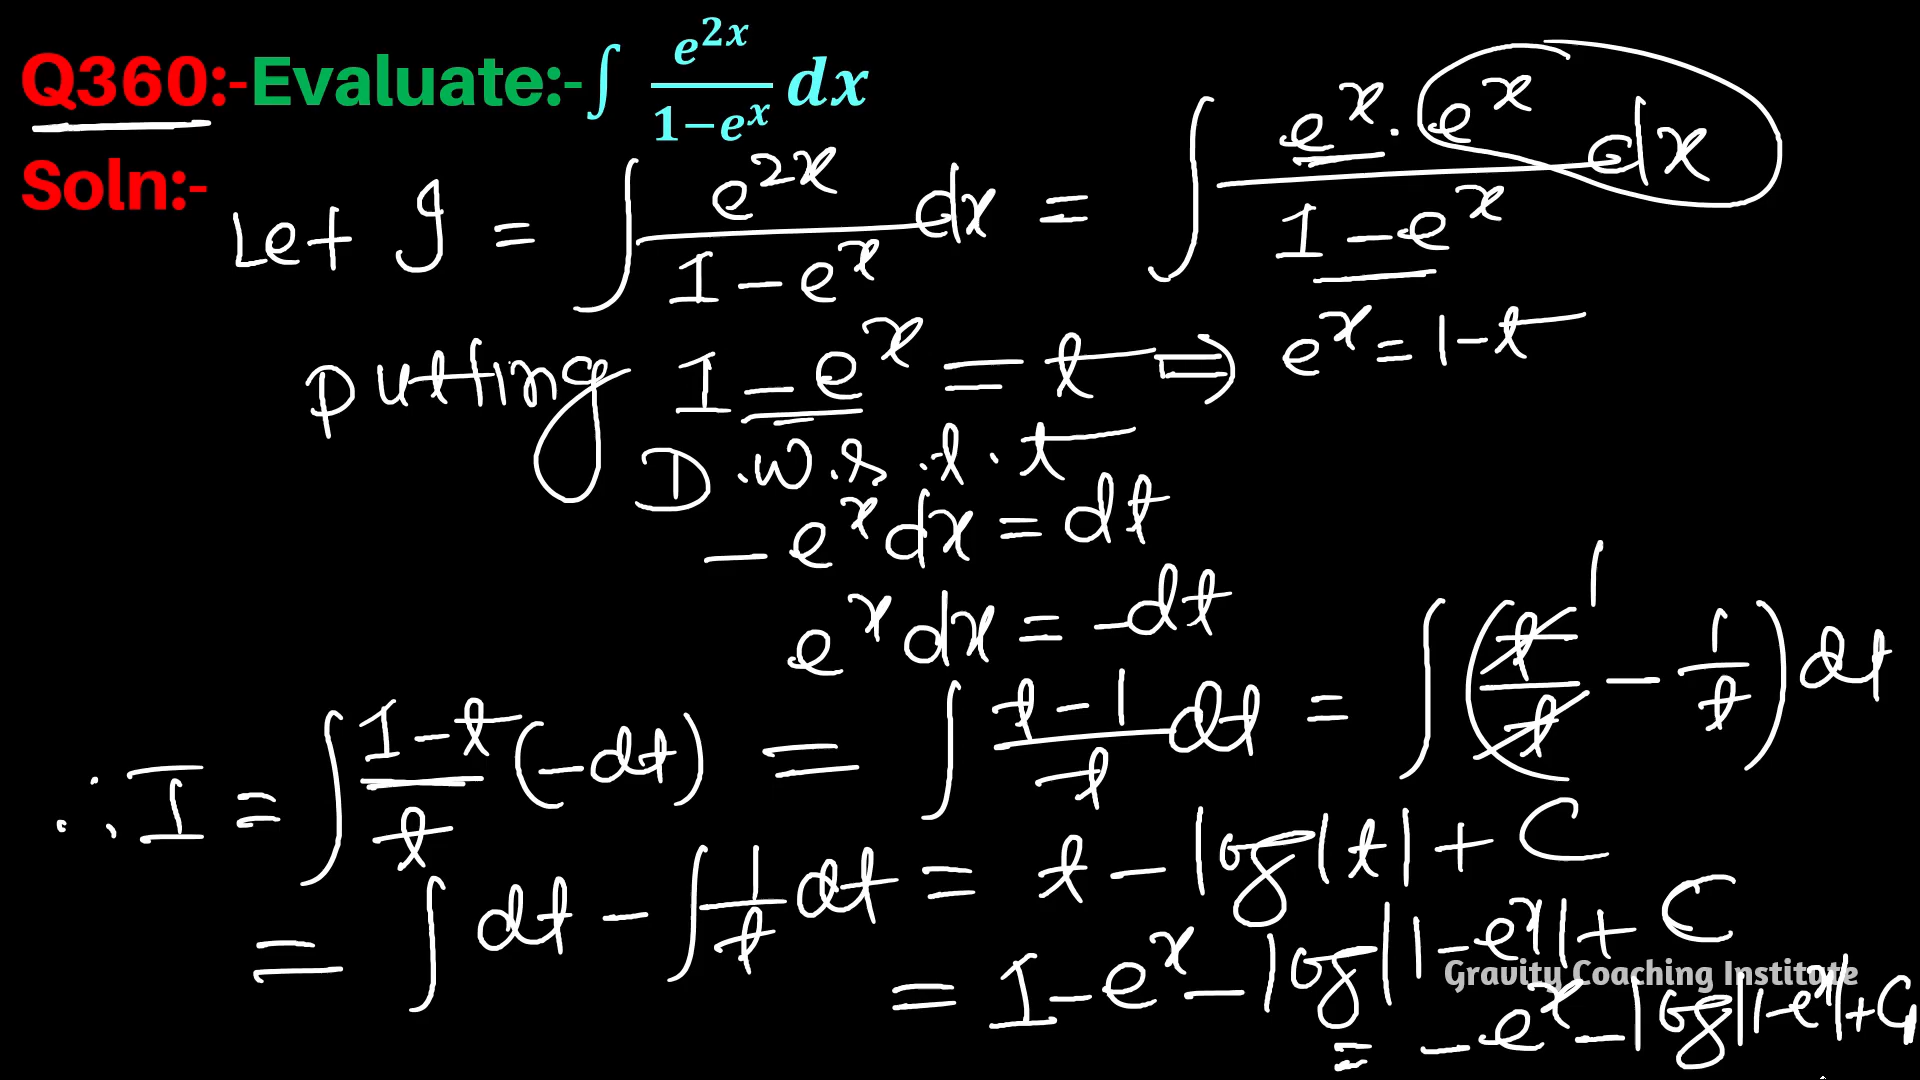 Q360:-Evaluate:-∫ e^{2x}/(1-e^x) dx
Soln:-
Let I = ∫ e^{2x}/(1-e^x) dx = ∫ e^x . e^x dx/(1-e^x)
putting 1-e^x = t ⇒ e^x = 1-t
D.W.r.t.t
-e^x dx = dt
e^x dx = -dt
∴ I = ∫ (1-t)/t (-dt) = ∫ (t-1)/t dt = ∫ (t/t - 1/t) dt
= ∫ dt - ∫ 1/t dt = t - log|t| + C
= 1-e^x - log|1-e^x| + C
= -e^x - log|1-e^x| + C₁
Gravity Coaching Institute